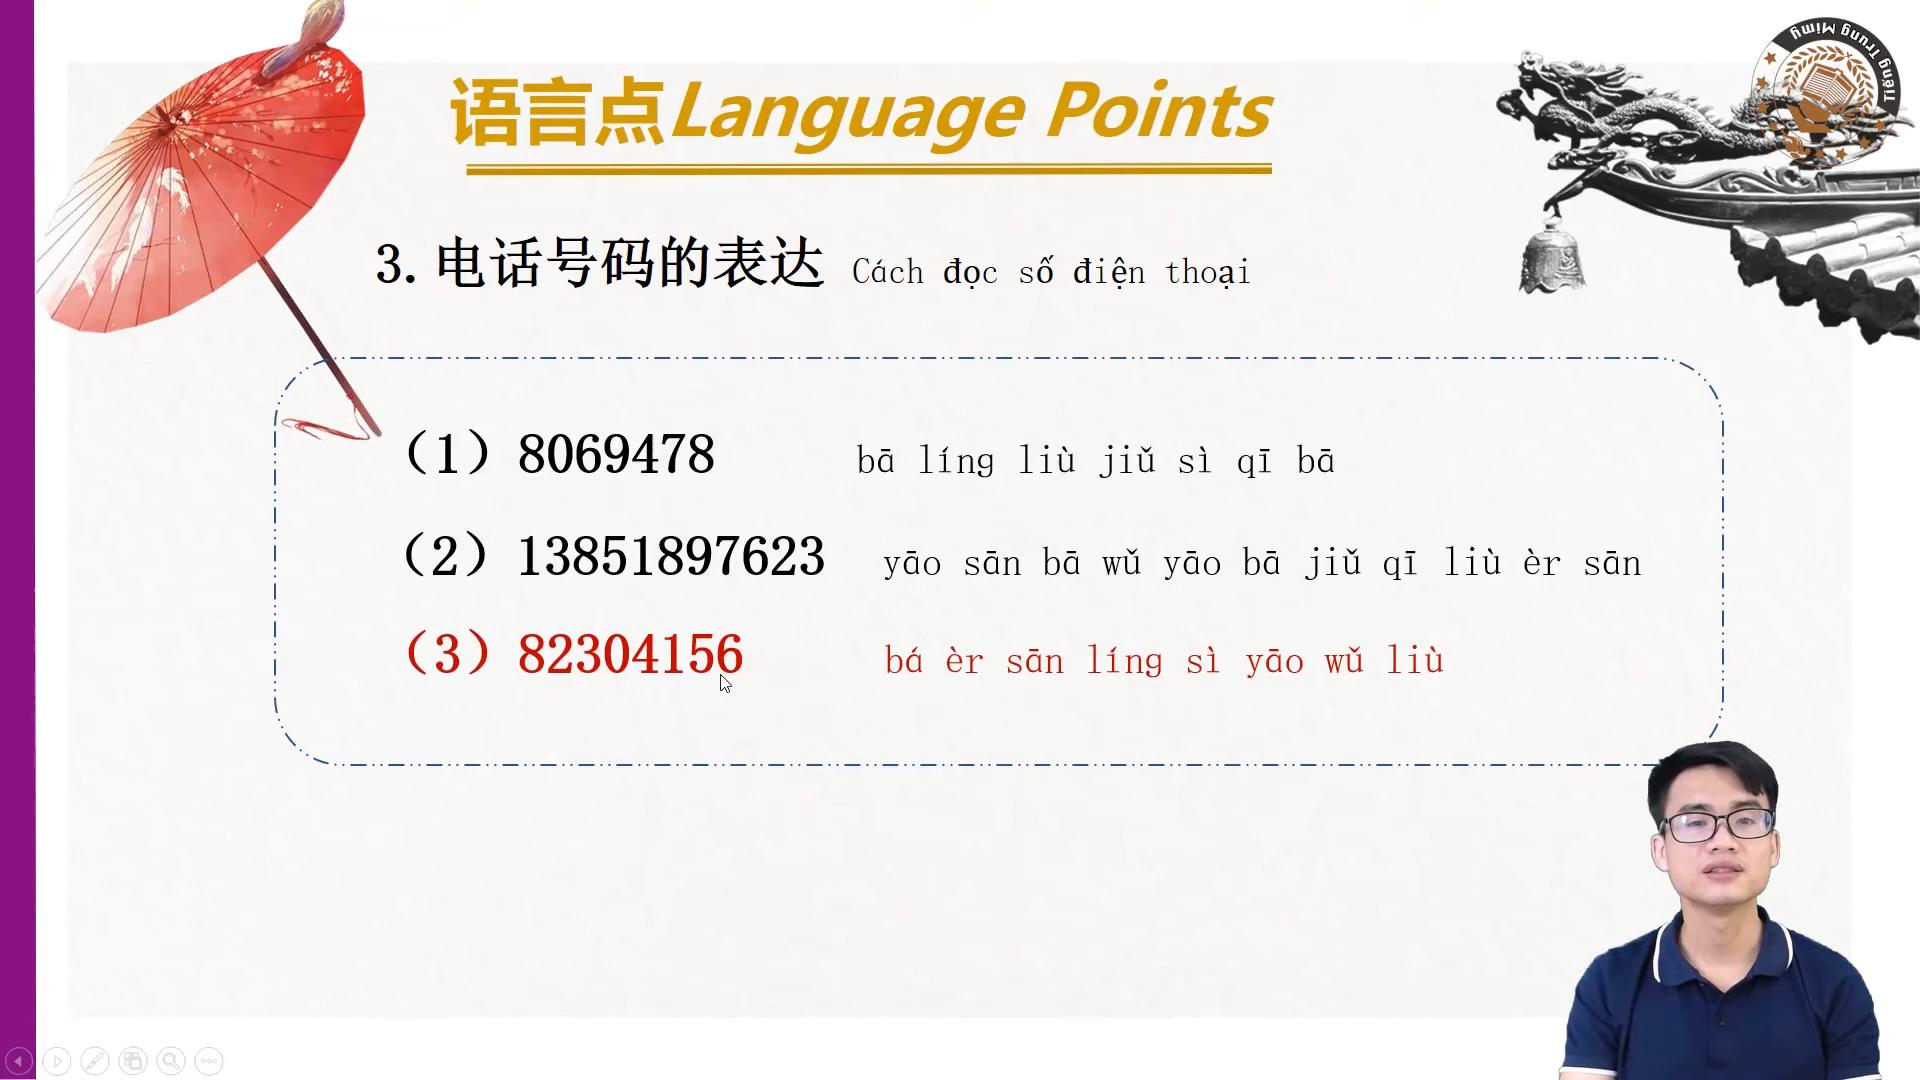 Tiếng Trung Mimy
语言点Language Points
3. 电话号码的表达 Cách đọc số điện thoại
（1）8069478 bā líng liù jiǔ sì qī bā
（2）13851897623 yāo sān bā wǔ yāo bā jiǔ qī liù èr sān
（3）82304156 bá èr sān líng sì yāo wǔ liù